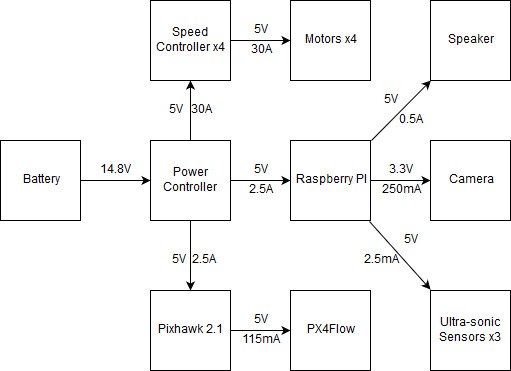 Speed
Controller x4
5V
30A
Motors x4
Speaker
5V 30A
5V
0.5A
Battery
14.8V
Power
Controller
5V
2.5A
Raspberry PI
3.3V
250mA
Camera
5V 2.5A
5V
2.5mA
Pixhawk 2.1
5V
115mA
PX4Flow
Ultra-sonic
Sensors x3